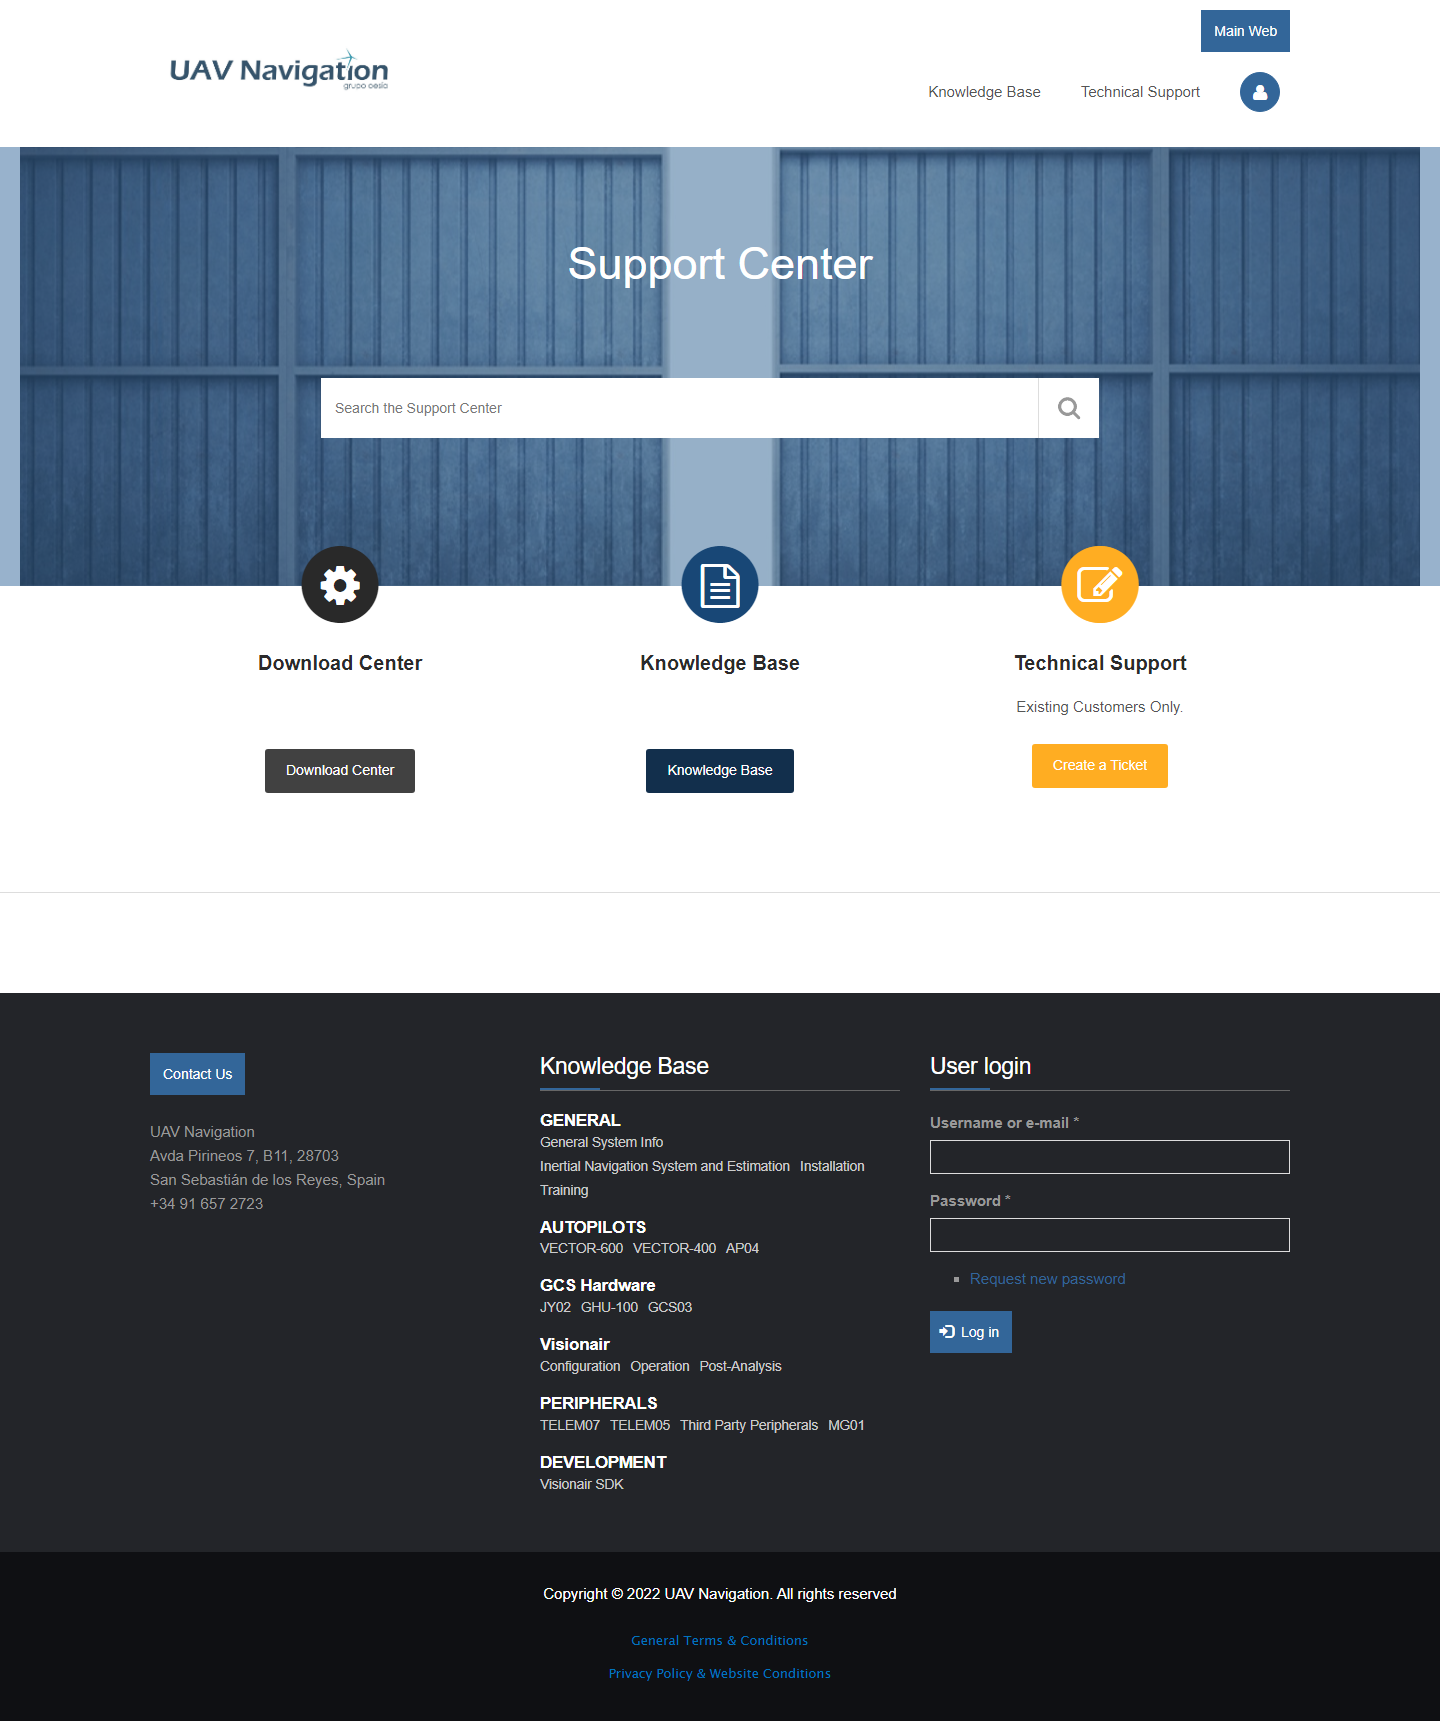 Main Web
UAV Navigation
grupo oesía
Knowledge Base
Technical Support
Support Center
Search the Support Center
Download Center
Knowledge Base
Technical Support
Existing Customers Only.
Download Center
Knowledge Base
Create a Ticket
Contact Us
UAV Navigation
Avda Pirineos 7, B11, 28703
San Sebastián de los Reyes, Spain
+34 91 657 2723
Knowledge Base
GENERAL
General System Info
Inertial Navigation System and Estimation Installation
Training
AUTOPILOTS
VECTOR-600 VECTOR-400 AP04
GCS Hardware
JY02 GHU-100 GCS03
Visionair
Configuration Operation Post-Analysis
PERIPHERALS
TELEM07 TELEM05 Third Party Peripherals MG01
DEVELOPMENT
Visionair SDK
User login
Username or e-mail *
Password *
Request new password
Log in
Copyright © 2022 UAV Navigation. All rights reserved
General Terms & Conditions
Privacy Policy & Website Conditions